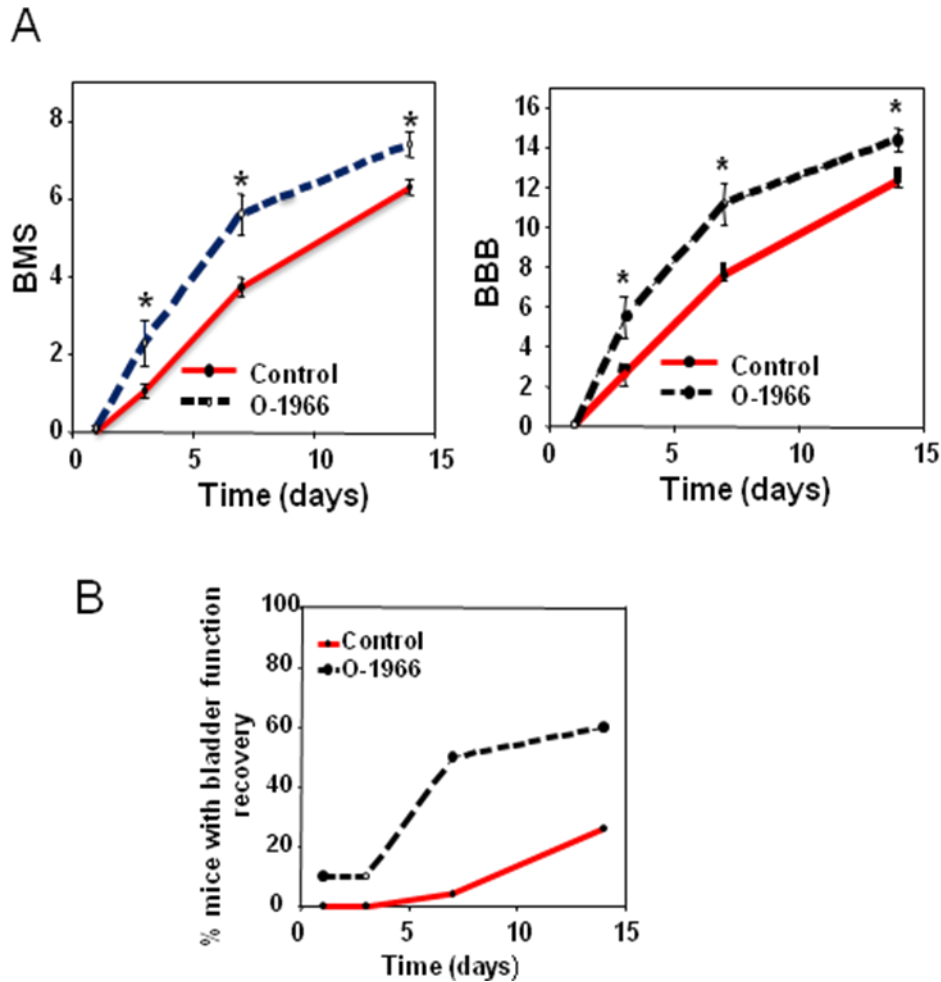 A
8
6
4
2
0
BMS
*
*
*
Control
O-1966
0
5
10
15
Time (days)
16
14
12
10
8
6
4
2
0
BBB
*
*
*
Control
O-1966
0
5
10
15
Time (days)
B
% mice with bladder function
recovery
100
80
60
40
20
0
Control
O-1966
0
5
10
15
Time (days)